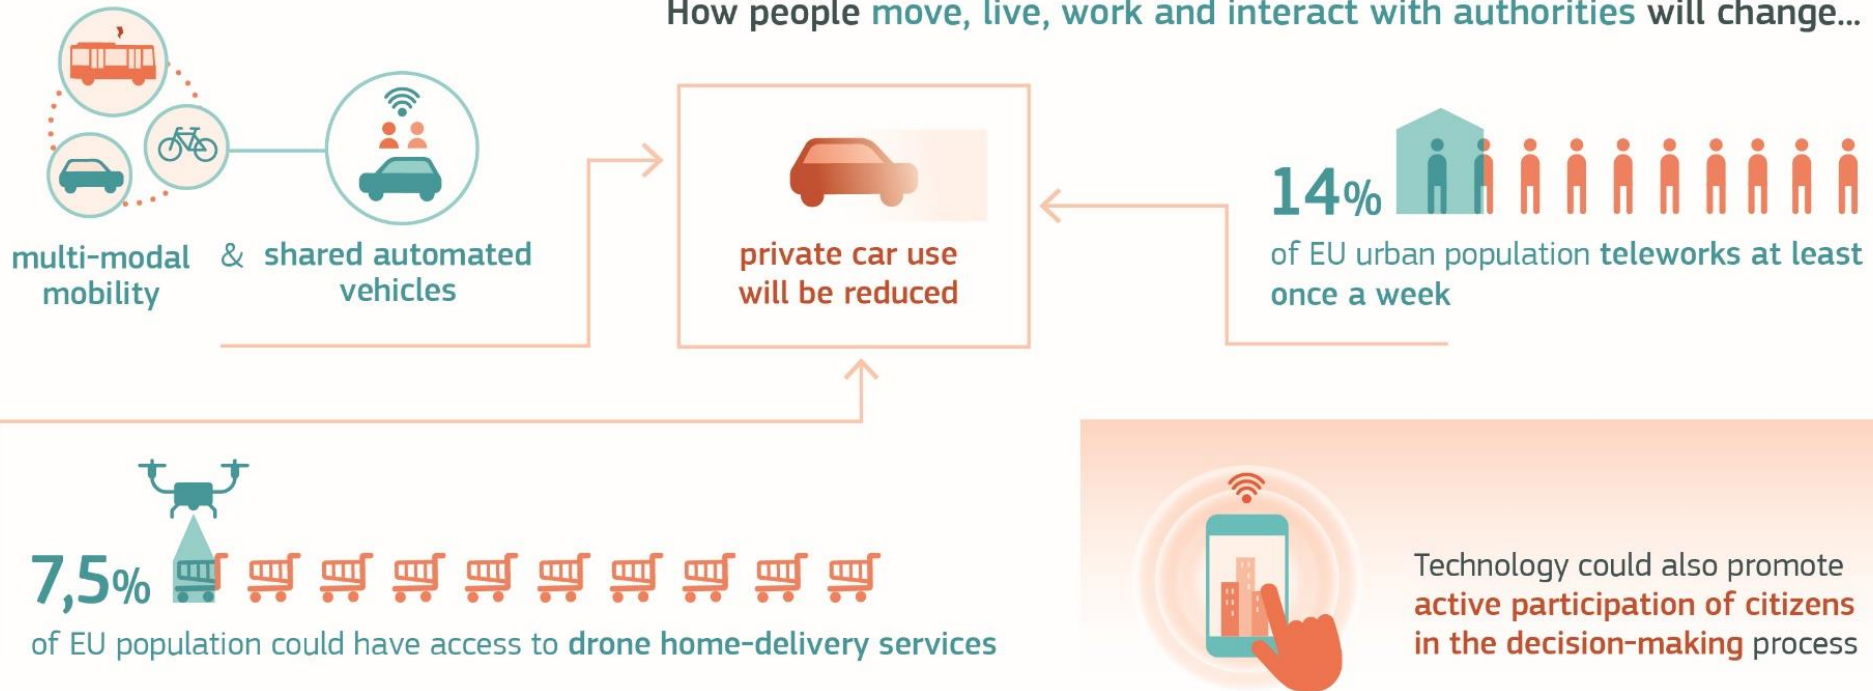 How people move, live, work and interact with authorities will change...
multi-modal
mobility
&
shared automated
vehicles
private car use
will be reduced
14%
of EU urban population teleworks at least
once a week
7,5%
of EU population could have access to drone home-delivery services
Technology could also promote
active participation of citizens
in the decision-making process